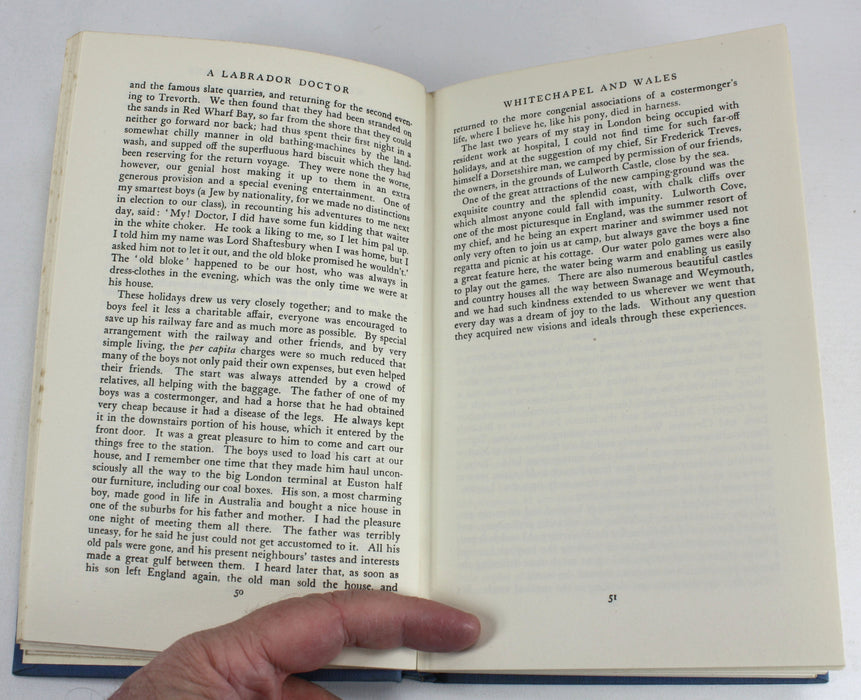 A LABRADOR DOCTOR
and the famous slate quarries, and returning for the second even-
ing to Trevorth. We then found that they had been stranded on
the sands in Red Wharf Bay, so far from the shore that they could
neither go forward nor back; had thus spent their first night in a
somewhat chilly manner in old bathing-machines by the land-
wash, and supped off the superfluous hard biscuit which they had
been reserving for the return voyage. They were none the worse,
however, our genial host making it up to them in an extra
generous provision and a special evening entertainment. One of
my smartest boys (a Jew by nationality, for we made no distinctions
in election to our class), in recounting his adventures to me next
day, said: 'My! Doctor, I did have some fun kidding that waiter
in the white choker. He took a liking to me, so I let him pal up.
I told him my name was Lord Shaftesbury when I was home, but I
asked him not to let it out, and the old bloke promised he wouldn't.'
The 'old bloke' happened to be our host, who was always in
dress-clothes in the evening, which was the only time we were at
his house.
These holidays drew us very closely together; and to make the
boys feel it less a charitable affair, everyone was encouraged to
save up his railway fare and as much more as possible. By special
arrangement with the railway and other friends, and by very
simple living, the per capita charges were so much reduced that
many of the boys not only paid their own expenses, but even helped
their friends. The start was always attended by a crowd of
relatives, all helping with the baggage. The father of one of my
boys was a costermonger, and had a horse that he had obtained
very cheap because it had a disease of the legs. He always kept
it in the downstairs portion of his house, which it entered by the
front door. It was a great pleasure to him to come and cart our
things free to the station. The boys used to load his cart at our
house, and I remember one time that they made him haul uncon-
sciously all the way to the big London terminal at Euston half
our furniture, including our coal boxes. His son, a most charming
boy, made good in life in Australia and bought a nice house in
one of the suburbs for his father and mother. I had the pleasure
one night of meeting them all there. The father was terribly
uneasy, for he said he just could not get accustomed to it. All his
old pals were gone, and his present neighbours' tastes and interests
made a great gulf between them. I heard later that, as soon as
his son left England again, the old man sold the house, and
50
WHITECHAPEL AND WALES
returned to the more congenial associations of a costermonger's
life, where I believe he, like his pony, died in harness.
The last two years of my stay in London being occupied with
resident work at hospital, I could not find time for such far-off
holidays, and at the suggestion of my chief, Sir Frederick Treves,
himself a Dorsetshire man, we camped by permission of our friends,
the owners, in the grounds of Lulworth Castle, close by the sea.
One of the great attractions of the new camping-ground was the
exquisite country and the splendid coast, with chalk cliffs over
which almost anyone could fall with impunity. Lulworth Cove,
one of the most picturesque in England, was the summer resort of
my chief, and he being an expert mariner and swimmer used not
only very often to join us at camp, but always gave the boys a fine
regatta and picnic at his cottage. Our water polo games were also
a great feature here, the water being warm and enabling us easily
to play out the games. There are also numerous beautiful castles
and country houses all the way between Swanage and Weymouth,
and we had such kindness extended to us wherever we went that
every day was a dream of joy to the lads. Without any question
they acquired new visions and ideals through these experiences.
51